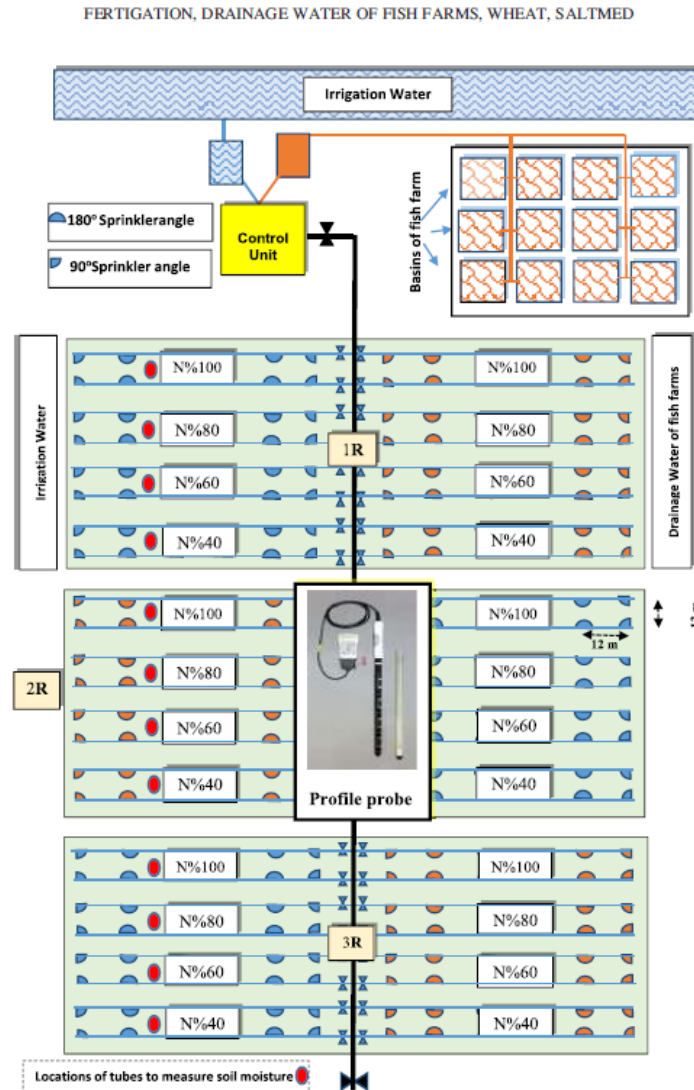 FERTIGATION, DRAINAGE WATER OF FISH FARMS, WHEAT, SALTMED
Irrigation Water
180° Sprinklerangle
90°Sprinkler angle
Control
Unit
Basins of fish farm
Irrigation Water
Drainage Water of fish farms
N%100
N%100
N%80
N%80
1R
N%60
N%60
N%40
N%40
N%100
N%100
12 m
N%80
N%80
2R
N%60
N%60
N%40
N%40
Profile probe
N%100
N%100
N%80
N%80
3R
N%60
N%60
N%40
N%40
Locations of tubes to measure soil moisture